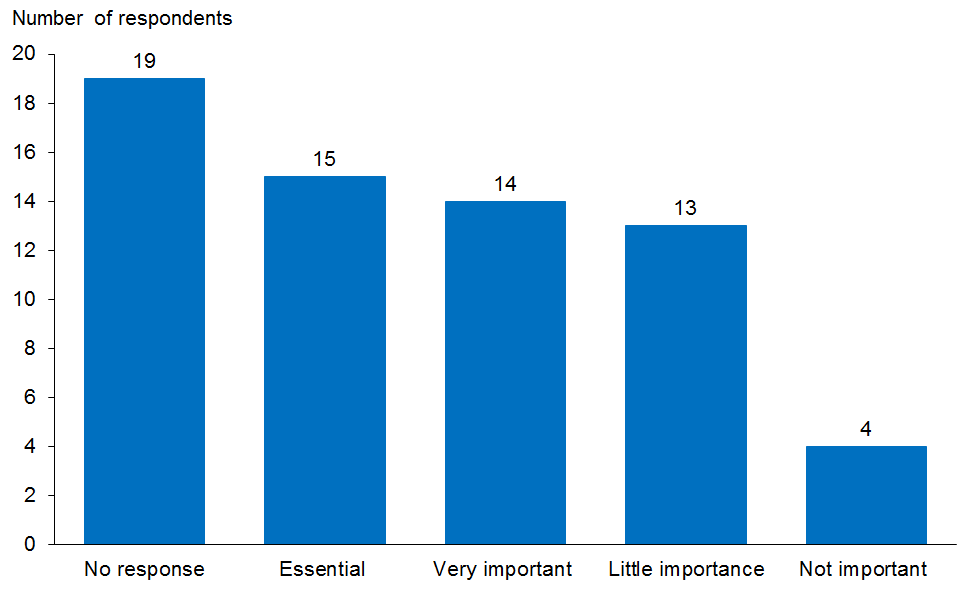 Number of respondents
20
18
16
14
12
10
8
6
4
2
0
19
15
14
13
4
No response
Essential
Very important
Little importance
Not important